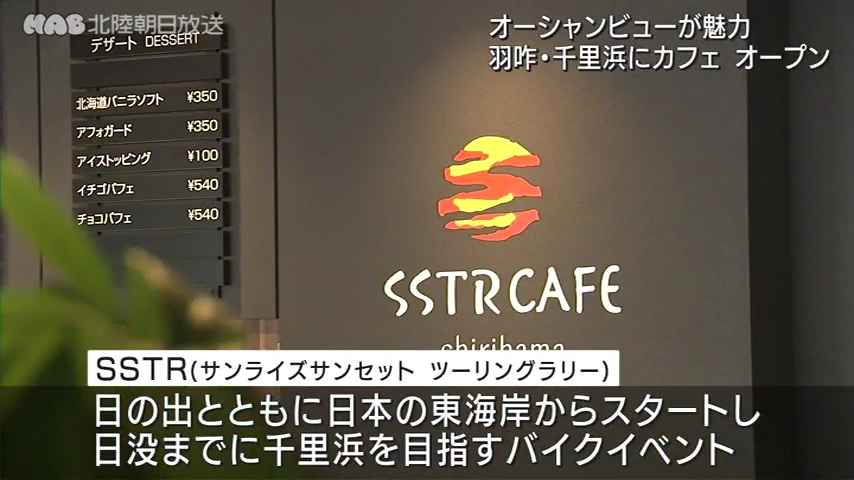 HAB北陸朝日放送
オーシャンビューが魅力
羽咋・千里浜にカフェ オープン
デザート DESSERT
北海道バニラソフト ¥350
アフォガード ¥350
アイストッピング ¥100
イチゴパフェ ¥540
チョコパフェ ¥540
SSTR CAFE
chirihama
SSTR(サンライズサンセット ツーリングラリー)
日の出とともに日本の東海岸からスタートし
日没までに千里浜を目指すバイクイベント